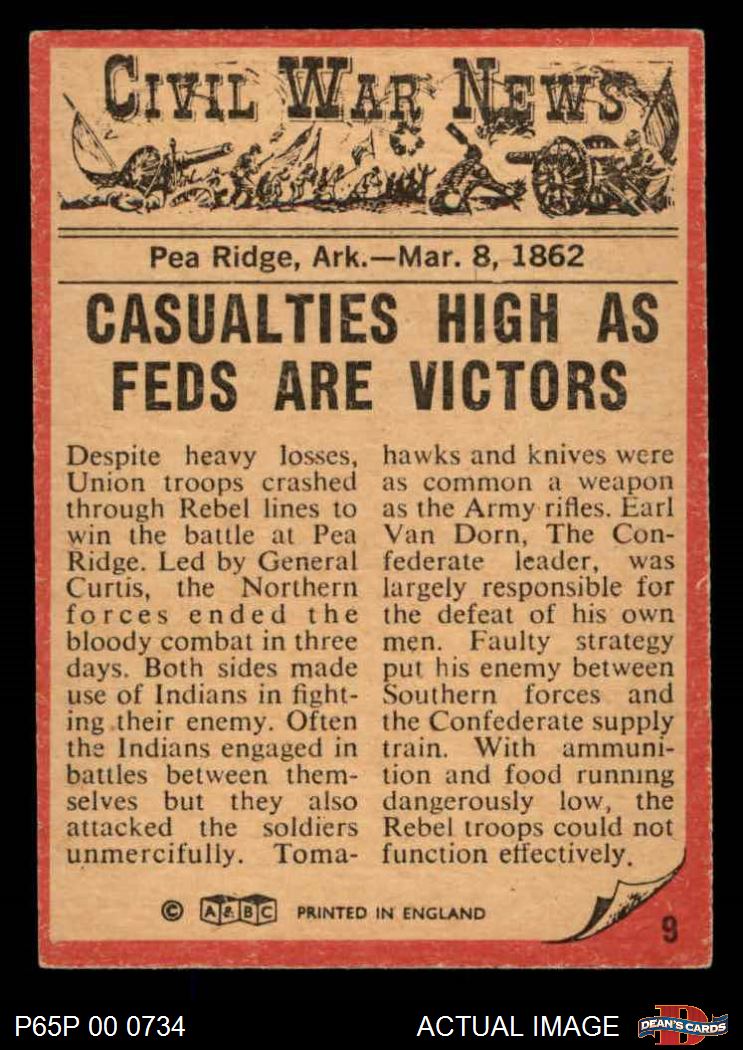 CIVIL WAR NEWS
Pea Ridge, Ark.—Mar. 8, 1862
CASUALTIES HIGH AS
FEDS ARE VICTORS
Despite heavy losses,
Union troops crashed
through Rebel lines to
win the battle at Pea
Ridge. Led by General
Curtis, the Northern
forces ended the
bloody combat in three
days. Both sides made
use of Indians in fight-
ing their enemy. Often
the Indians engaged in
battles between them-
selves but they also
attacked the soldiers
unmercifully. Toma-
hawks and knives were
as common a weapon
as the Army rifles. Earl
Van Dorn, The Con-
federate leader, was
largely responsible for
the defeat of his own
men. Faulty strategy
put his enemy between
Southern forces and
the Confederate supply
train. With ammuni-
tion and food running
dangerously low, the
Rebel troops could not
function effectively.
© A&BC PRINTED IN ENGLAND
9
P65P 00 0734 ACTUAL IMAGE DEAN'S CARDS